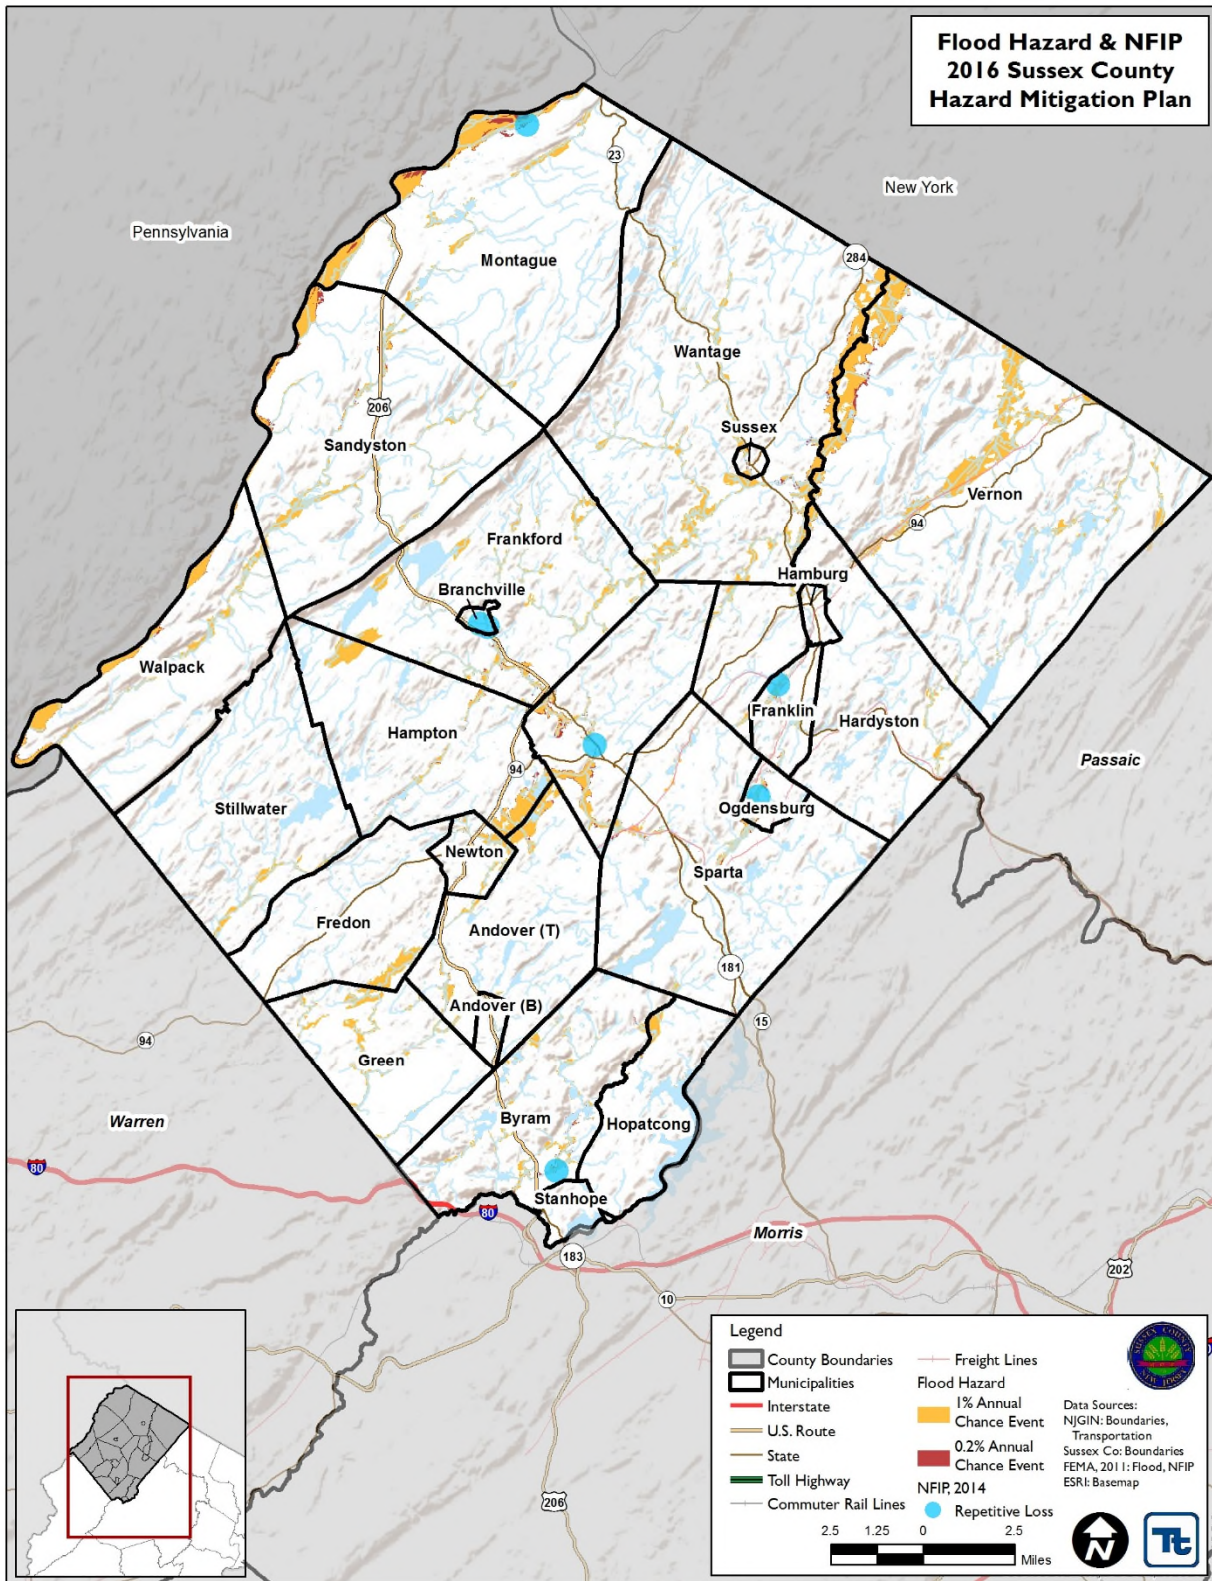 Flood Hazard & NFIP
2016 Sussex County
Hazard Mitigation Plan
New York
Pennsylvania
23
284
Montague
Wantage
206
Sussex
Sandyston
Vernon
94
Frankford
Hamburg
Branchville
Walpack
Franklin
Hardyston
Hampton
Passaic
94
Stillwater
Ogdensburg
Newton
Sparta
Fredon
Andover (T)
181
Andover (B)
15
94
Green
Warren
Byram
Hopatcong
80
Stanhope
80
Morris
183
202
10
206
Legend
County Boundaries
Municipalities
Interstate
U.S. Route
State
Toll Highway
Commuter Rail Lines
Freight Lines
Flood Hazard
1% Annual
Chance Event
0.2% Annual
Chance Event
NFIP, 2014
Repetitive Loss
SUSSEX COUNTY
NEW JERSEY
Data Sources:
NJGIN: Boundaries,
Transportation
Sussex Co: Boundaries
FEMA, 2011: Flood, NFIP
ESRI: Basemap
2.5 1.25 0 2.5
Miles
N
Tt